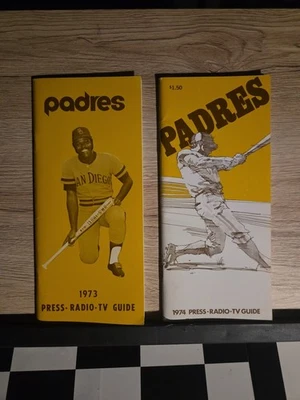 padres
SAN DIEGO
1973
PRESS-RADIO-TV GUIDE
$1.50
PADRES
1974 PRESS-RADIO-TV GUIDE